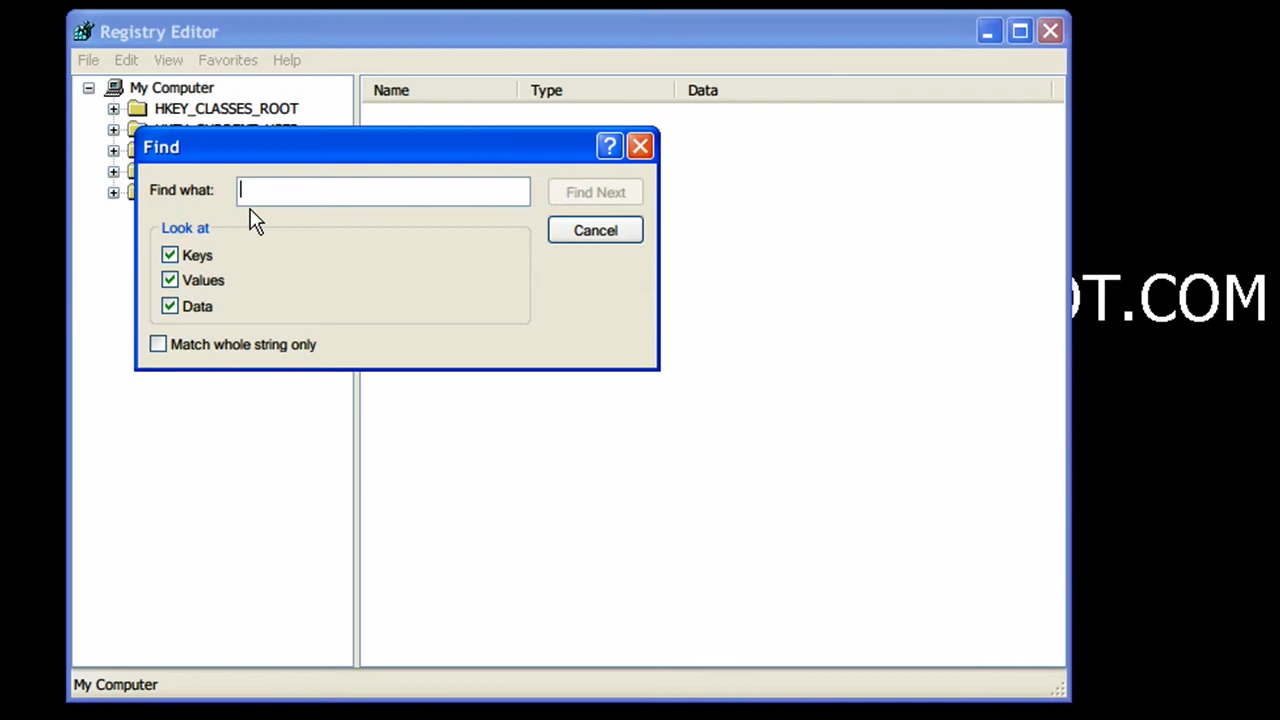 Registry Editor
File Edit View Favorites Help
My Computer
Name Type Data
HKEY_CLASSES_ROOT
Find
Find what:
Find Next
Look at
Cancel
Keys
Values
Data
Match whole string only
T.COM
My Computer